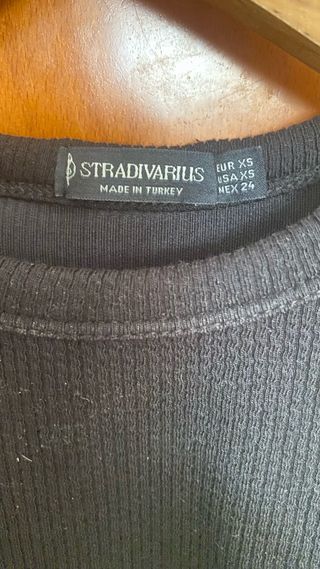 STRADIVARIUS
MADE IN TURKEY
EUR XS
USA XS
MEX 24